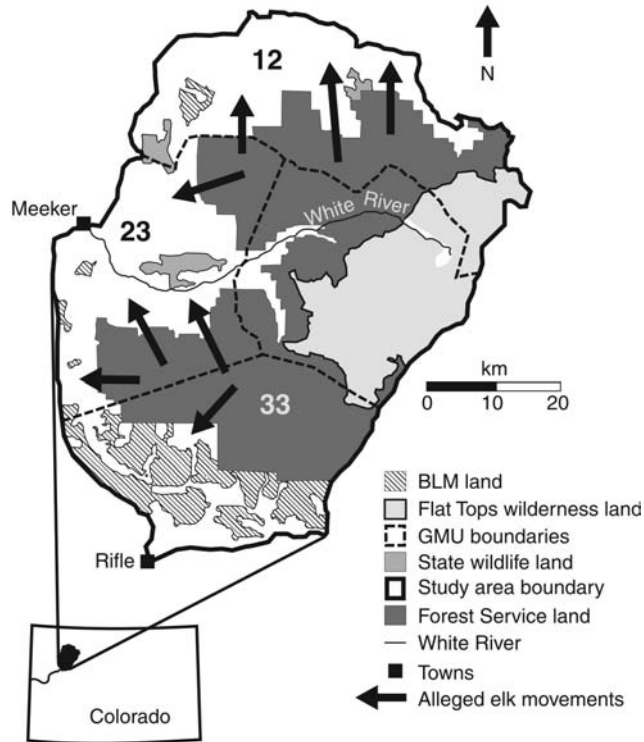 12
N
White River
Meeker
23
km
0 10 20
33
BLM land
Flat Tops wilderness land
GMU boundaries
State wildlife land
Study area boundary
Rifle
Forest Service land
White River
Towns
Alleged elk movements
Colorado